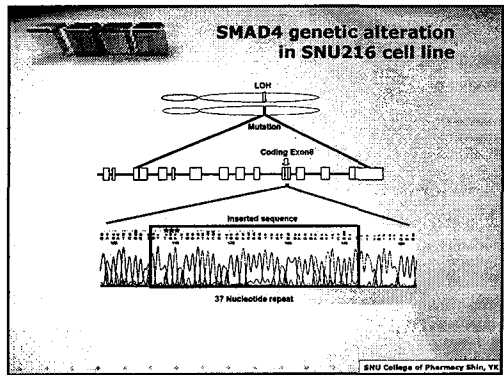 SMAD4 genetic alteration
in SNU216 cell line
LOH
Mutation
Coding Exon8
Inserted sequence
37 Nucleotide repeat
SNU College of Pharmacy Shin, YK